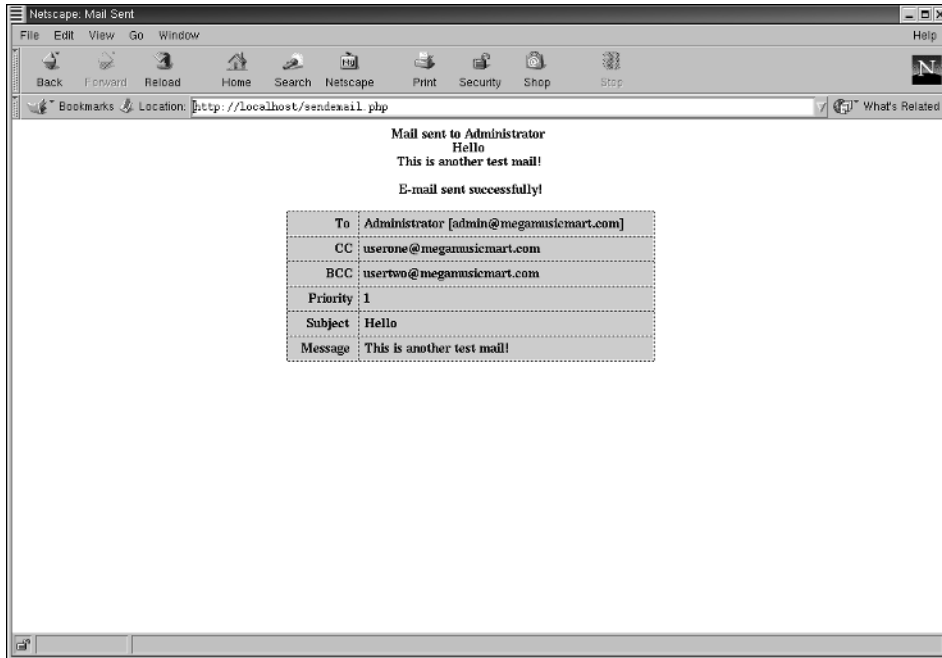 Netscape: Mail Sent
File Edit View Go Window Help
Back Forward Reload Home Search Netscape Print Security Shop Stop
N
Bookmarks Location: http://localhost/sendemail.php What's Related
Mail sent to Administrator
Hello
This is another test mail!
E-mail sent successfully!
To Administrator [admin@megamusicmart.com]
CC userone@megamusicmart.com
BCC usertwo@megamusicmart.com
Priority 1
Subject Hello
Message This is another test mail!